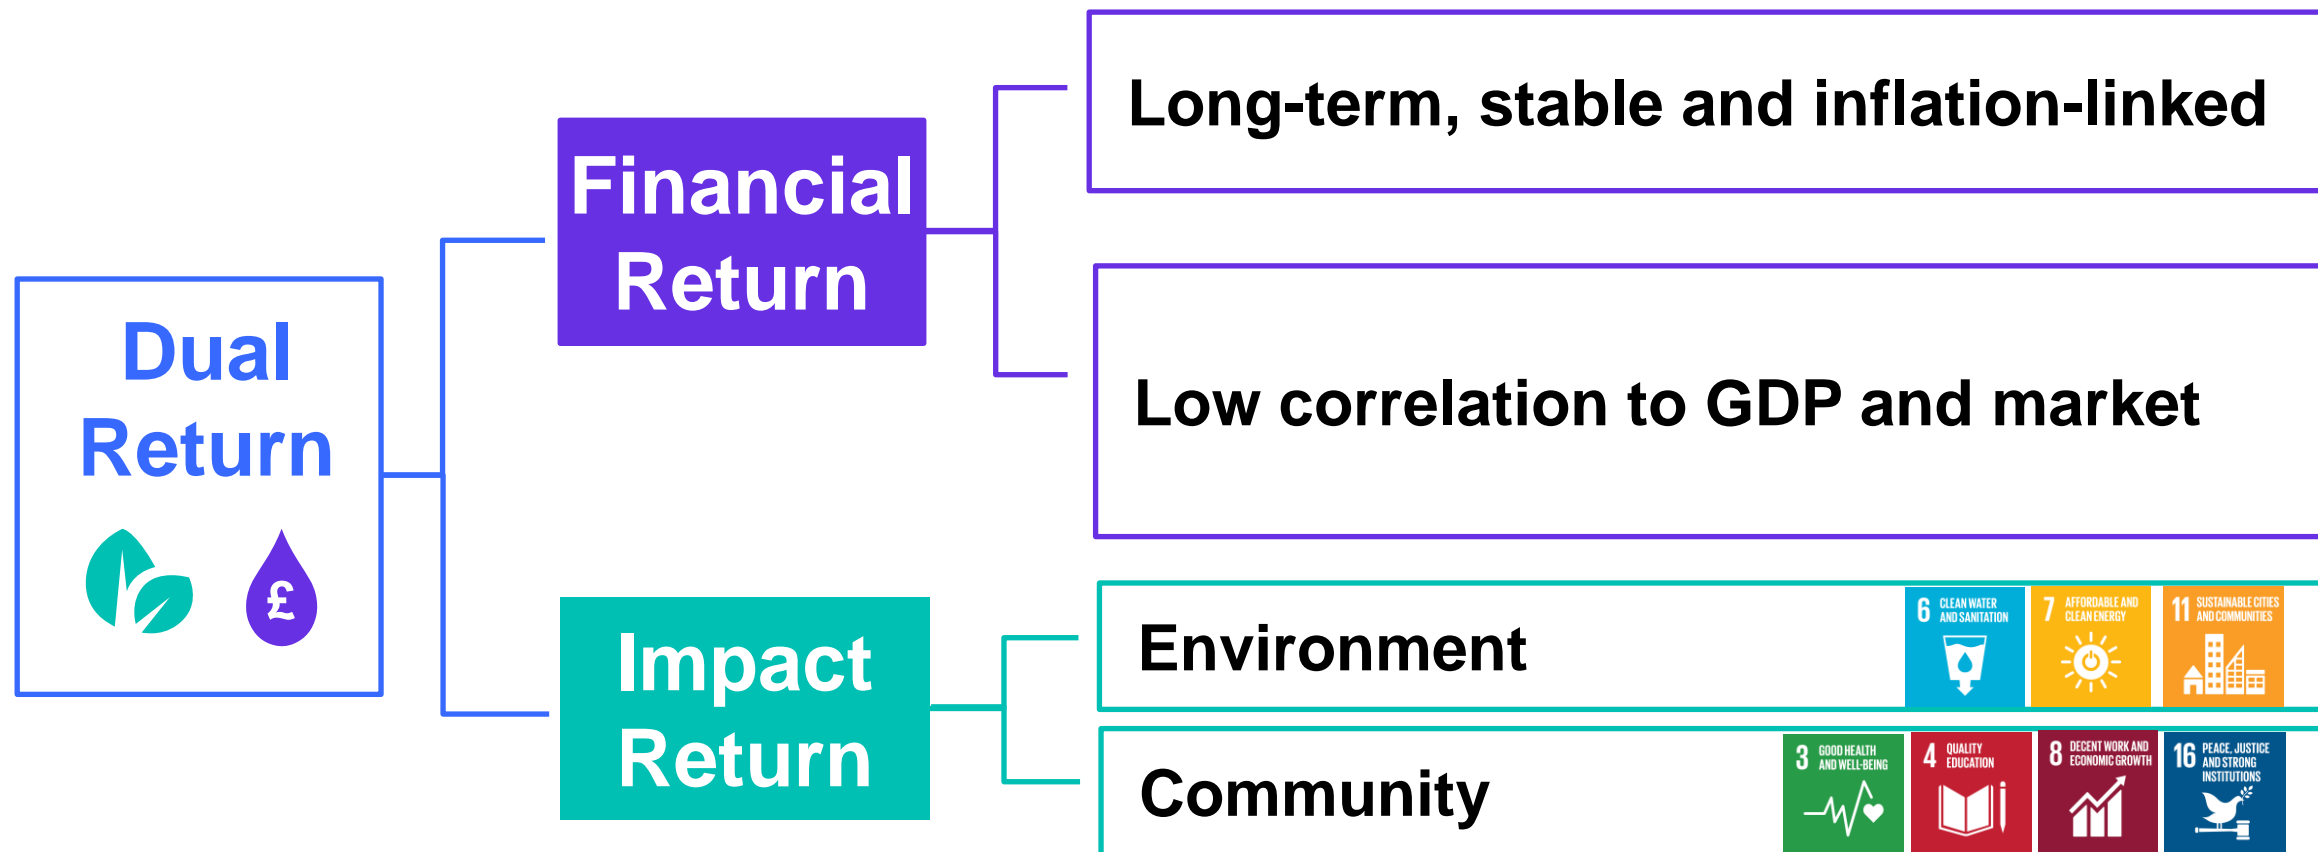 Dual
Return
£
Financial
Return
Long-term, stable and inflation-linked
Low correlation to GDP and market
Impact
Return
Environment
6 CLEAN WATER
AND SANITATION
7 AFFORDABLE AND
CLEAN ENERGY
11 SUSTAINABLE CITIES
AND COMMUNITIES
Community
3 GOOD HEALTH
AND WELL-BEING
4 QUALITY
EDUCATION
8 DECENT WORK AND
ECONOMIC GROWTH
16 PEACE, JUSTICE
AND STRONG
INSTITUTIONS